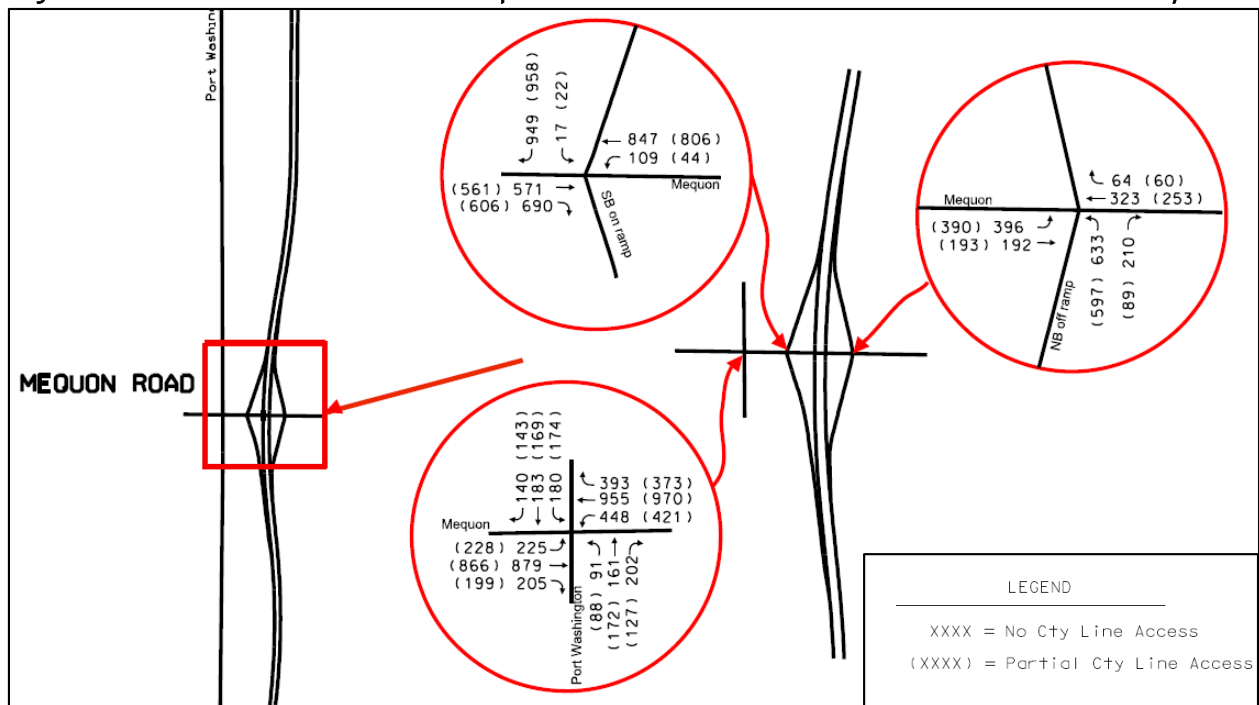 Port Washin
MEQUON ROAD
949 (958)
17 (22)
847 (806)
109 (44)
Mequon
(561) 571
(606) 690
SB on ramp
64 (60)
323 (253)
Mequon
(390) 396
(193) 192
(597) 633
(89) 210
NB off ramp
140 (143)
183 (169)
180 (174)
393 (373)
955 (970)
448 (421)
Mequon
(228) 225
(866) 879
(199) 205
(88) 91
(172) 161
(127) 202
Port Washington
LEGEND
XXXX = No Cty Line Access
(XXXX) = Partial Cty Line Access